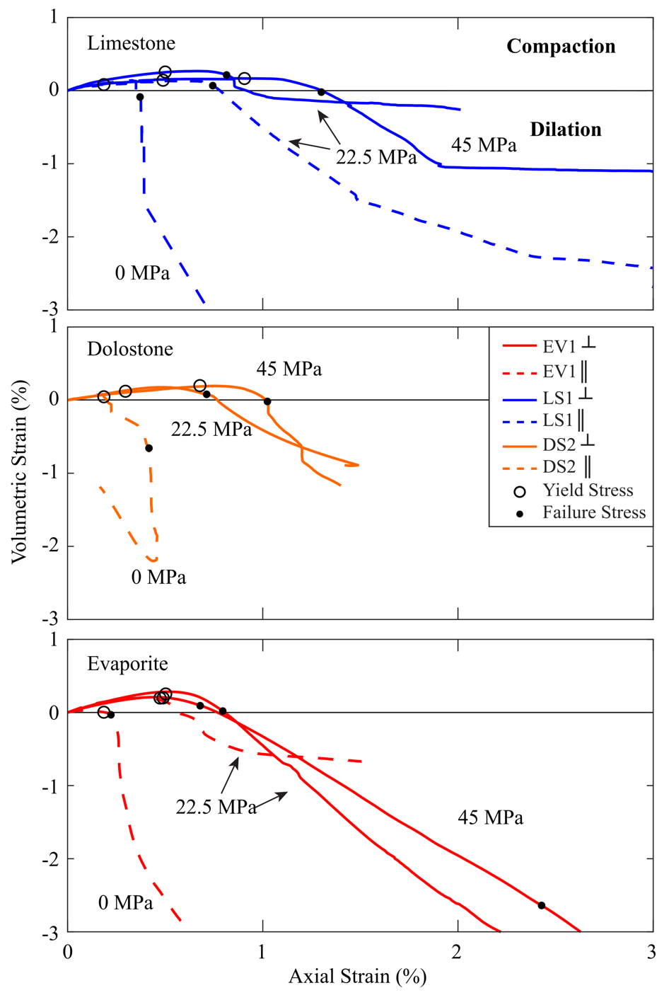 1
Limestone
Compaction
0
Dilation
45 MPa
22.5 MPa
-1
-2
0 MPa
-3
1
Dolostone
45 MPa
0
22.5 MPa
-1
-2
0 MPa
-3
EV1 ⊥
EV1 ∥
LS1 ⊥
LS1 ∥
DS2 ⊥
DS2 ∥
Yield Stress
Failure Stress
Volumetric Strain (%)
1
Evaporite
0
-1
22.5 MPa
45 MPa
-2
0 MPa
-3
0 1 2 3
Axial Strain (%)